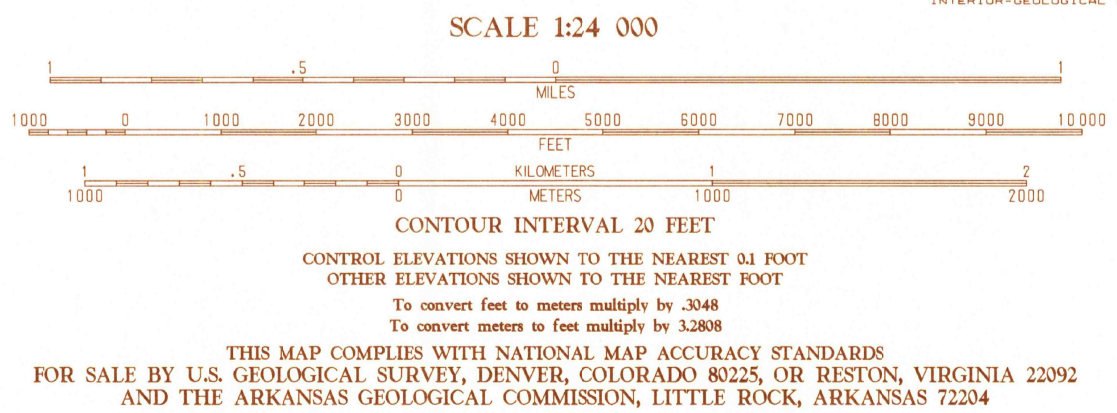 INTERIOR-GEOLOGICAL
SCALE 1:24 000
1 .5 0 1
MILES
1000 0 1000 2000 3000 4000 5000 6000 7000 8000 9000 10 000
FEET
1 .5 0 KILOMETERS 1 2
1000 0 METERS 1000 2000
CONTOUR INTERVAL 20 FEET
CONTROL ELEVATIONS SHOWN TO THE NEAREST 0.1 FOOT
OTHER ELEVATIONS SHOWN TO THE NEAREST FOOT
To convert feet to meters multiply by .3048
To convert meters to feet multiply by 3.2808
THIS MAP COMPLIES WITH NATIONAL MAP ACCURACY STANDARDS
FOR SALE BY U.S. GEOLOGICAL SURVEY, DENVER, COLORADO 80225, OR RESTON, VIRGINIA 22092
AND THE ARKANSAS GEOLOGICAL COMMISSION, LITTLE ROCK, ARKANSAS 72204